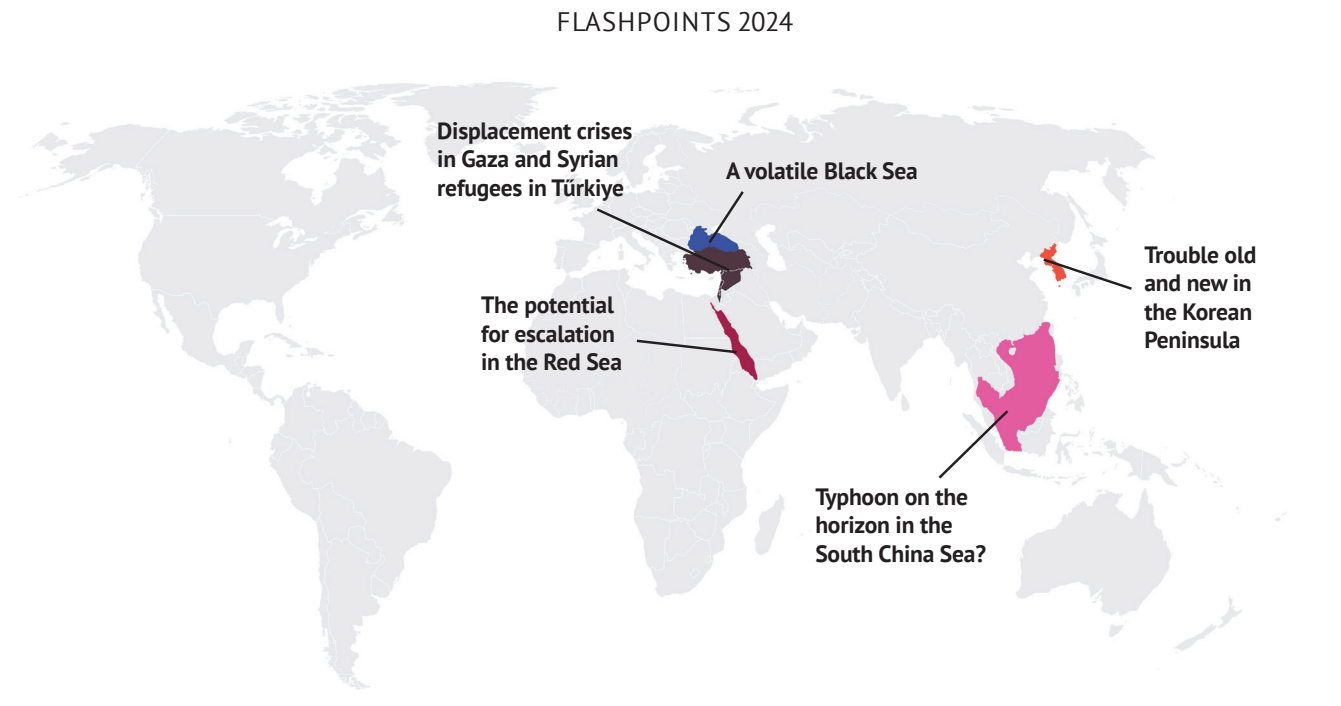 FLASHPOINTS 2024
Displacement crises
in Gaza and Syrian
refugees in Tűrkiye
A volatile Black Sea
Trouble old
and new in
the Korean
Peninsula
The potential
for escalation
in the Red Sea
Typhoon on the
horizon in the
South China Sea?